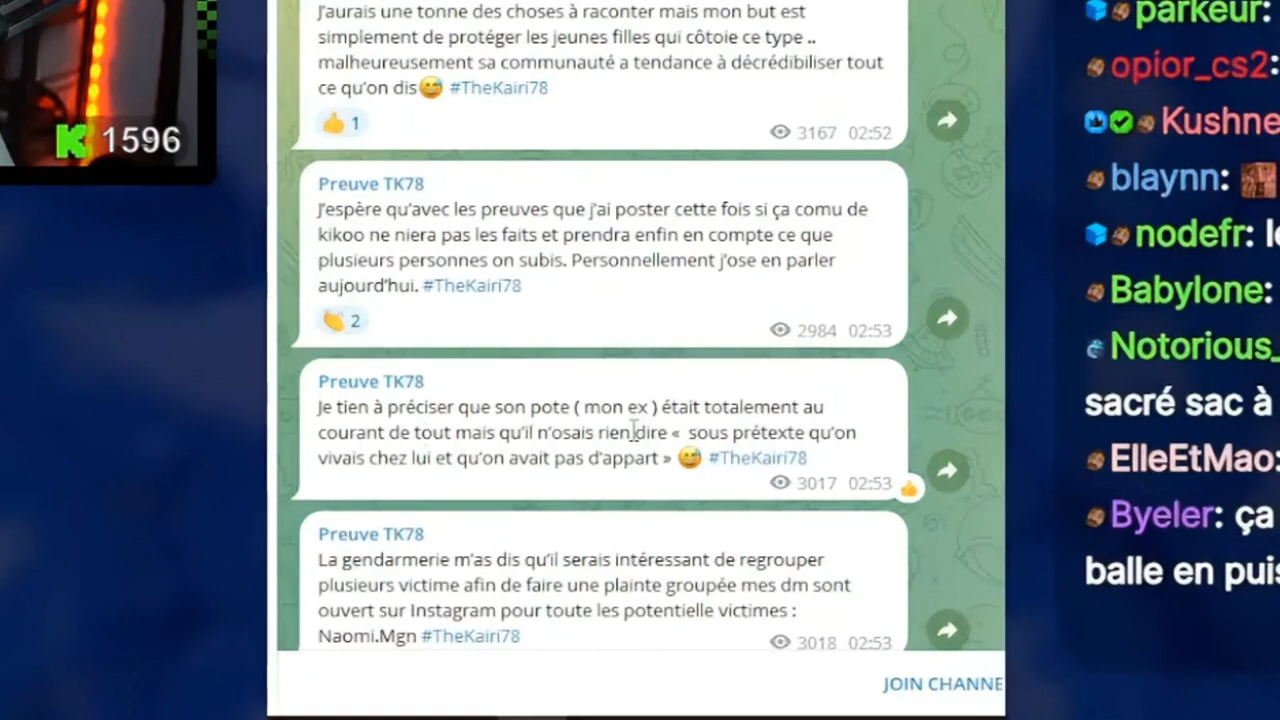 J'aurais une tonne des choses à raconter mais mon but est
simplement de protéger les jeunes filles qui côtoie ce type ..
malheureusement sa communauté a tendance à décrédibiliser tout
ce qu'on dis😅 #TheKairi78
👍 1
3167 02:52
Preuve TK78
J'espère qu'avec les preuves que j'ai poster cette fois si ça comu de
kikoo ne niera pas les faits et prendra enfin en compte ce que
plusieurs personnes on subis. Personnellement j'ose en parler
aujourd'hui. #TheKairi78
👏 2
2984 02:53
Preuve TK78
Je tien à préciser que son pote ( mon ex ) était totalement au
courant de tout mais qu'il n'osais rien dire « sous prétexte qu'on
vivais chez lui et qu'on avait pas d'appart » 😅 #TheKairi78
3017 02:53
Preuve TK78
La gendarmerie m'as dis qu'il serais intéressant de regrouper
plusieurs victime afin de faire une plainte groupée mes dm sont
ouvert sur Instagram pour toute les potentielle victimes :
Naomi.Mgn #TheKairi78
3018 02:53
JOIN CHANNE
K 1596
parkeur:
opior_cs2:
Kushne
blaynn:
nodefr: le
Babylone:
Notorious_
sacré sac à
ElleEtMao:
Byeler: ça
balle en puis